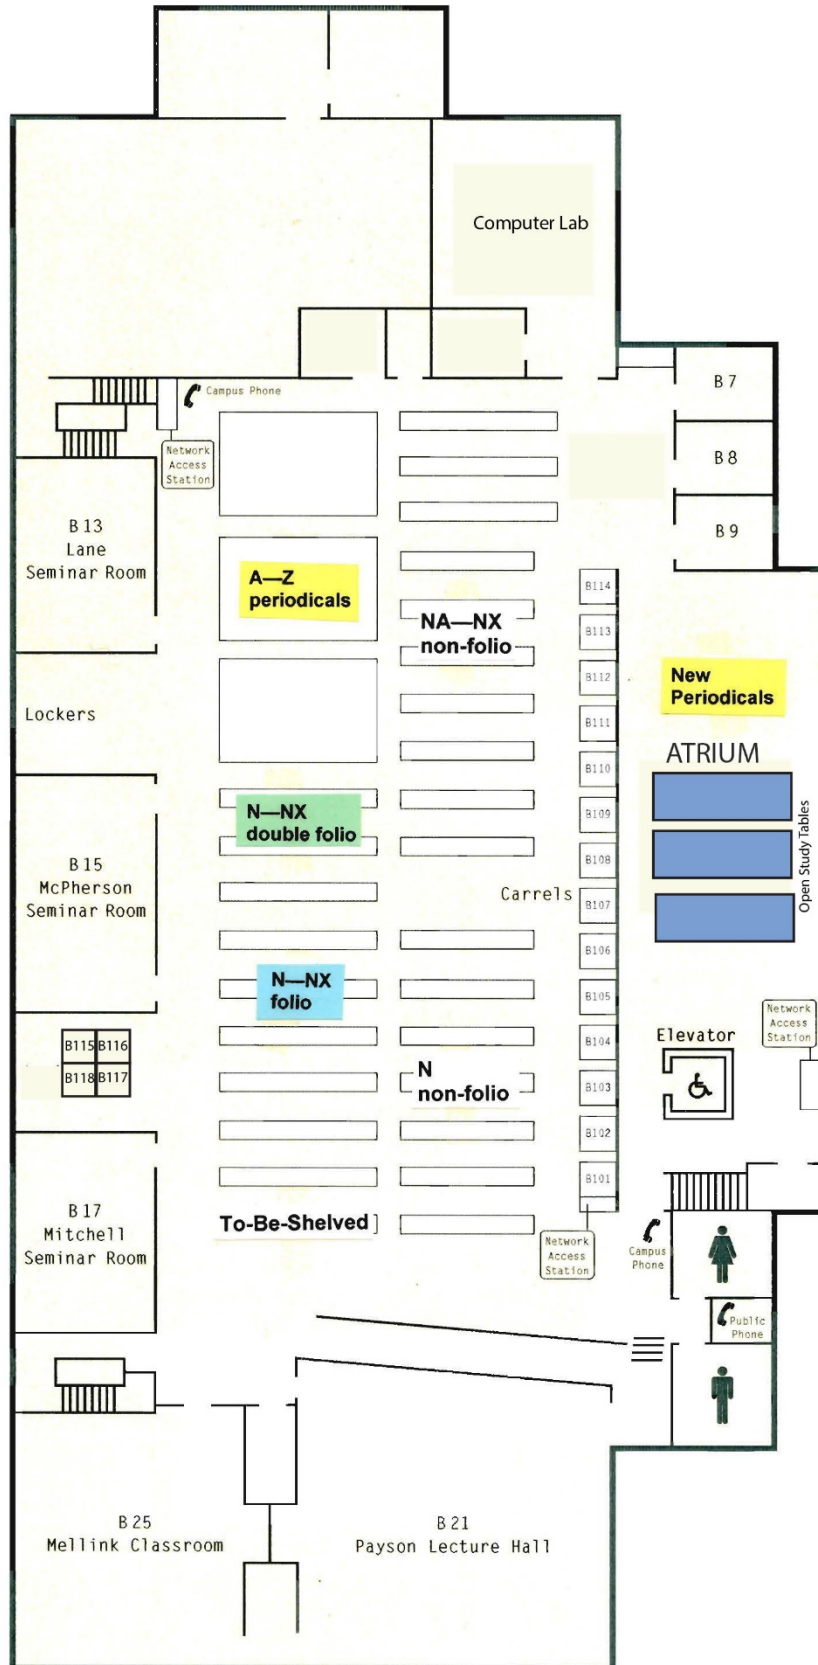 Computer Lab
B 7
B 8
B 9
Campus Phone
Network
Access
Station
B 13
Lane
Seminar Room
A—Z
periodicals
NA—NX
non-folio
B114
B113
B112
B111
B110
B109
B108
B107
B106
B105
B104
B103
B102
B101
New
Periodicals
Lockers
ATRIUM
Open Study Tables
N—NX
double folio
B 15
McPherson
Seminar Room
Carrels
N—NX
folio
B115 B116
B118 B117
Elevator
Network
Access
Station
N
non-folio
B 17
Mitchell
Seminar Room
To-Be-Shelved
Network
Access
Station
Campus
Phone
Public
Phone
B 25
Mellink Classroom
B 21
Payson Lecture Hall